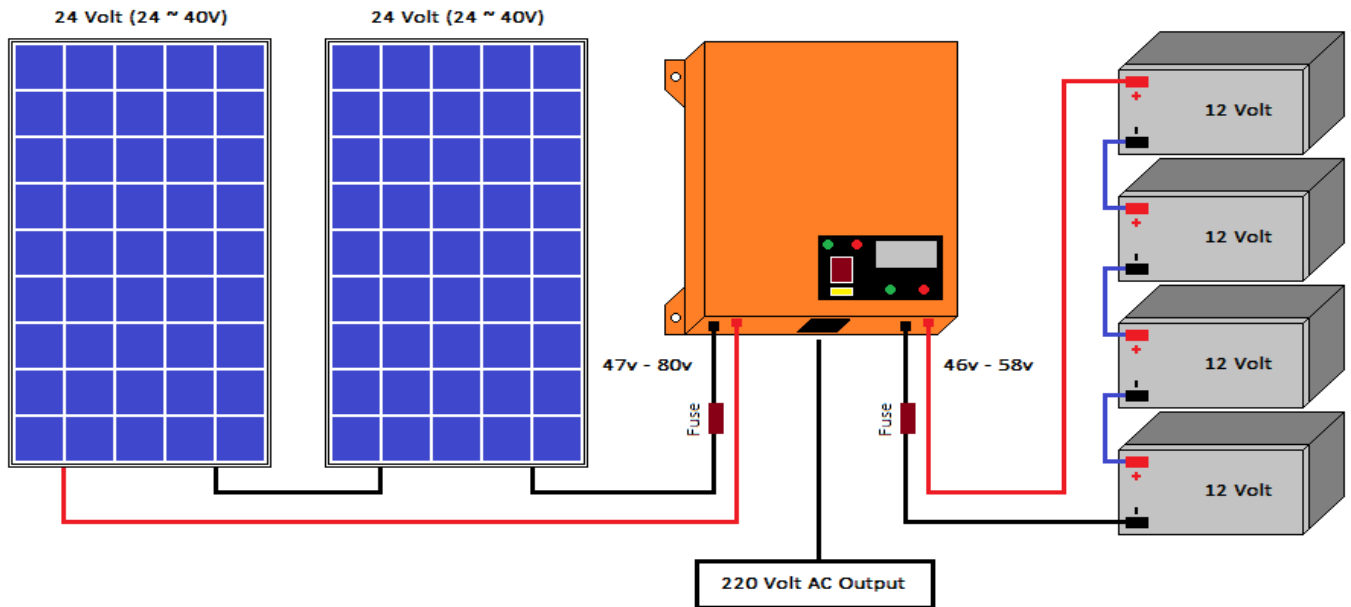 24 Volt (24 ~ 40V)
24 Volt (24 ~ 40V)
+
12 Volt
-
+
12 Volt
-
+
12 Volt
-
+
12 Volt
-
47v - 80v
46v - 58v
Fuse
Fuse
220 Volt AC Output